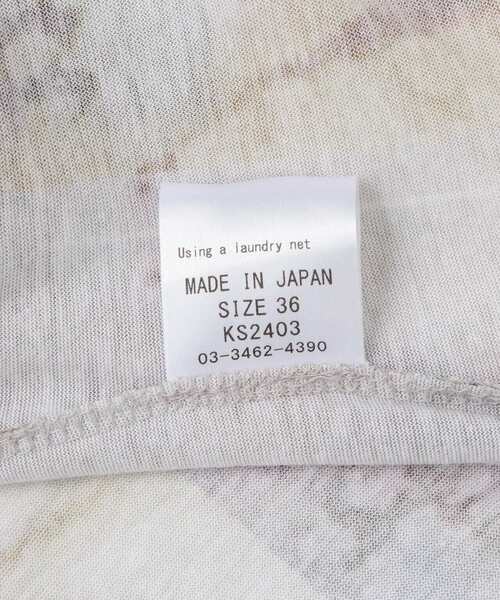 Using a laundry net
MADE IN JAPAN
SIZE 36
KS2403
03-3462-4390